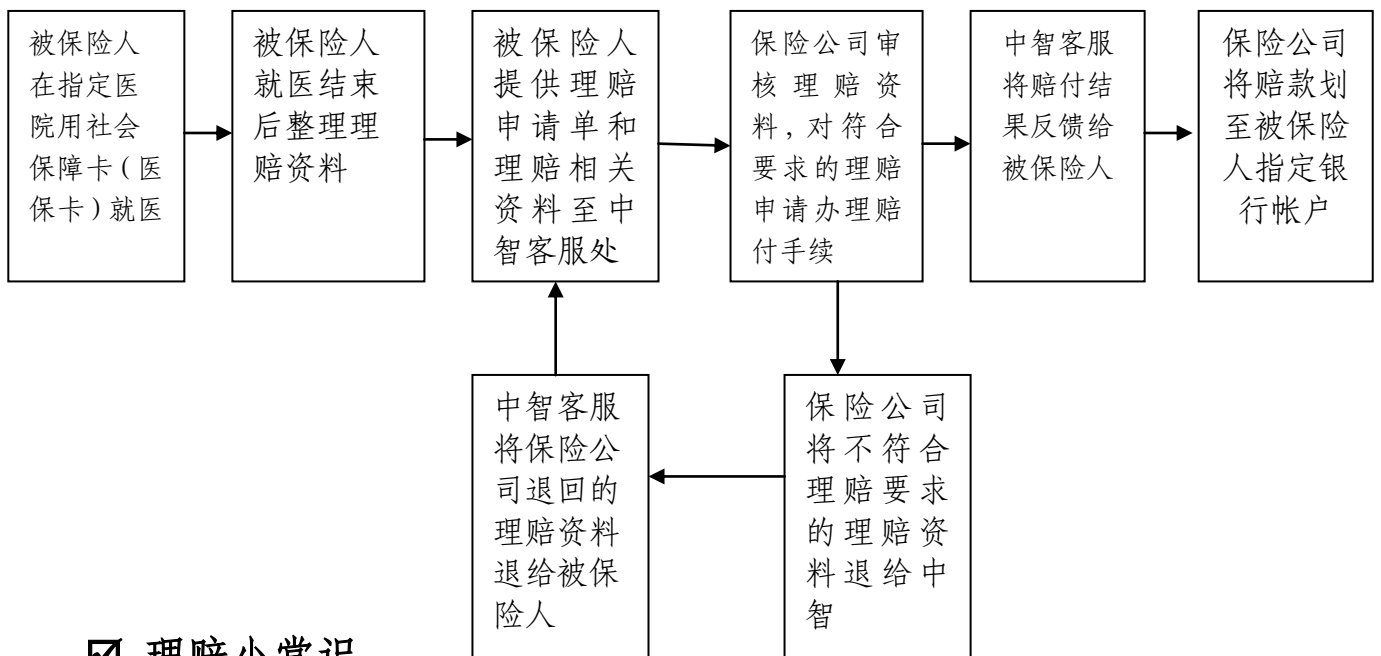 被保险人
在指定医
院用社会
保障卡(医
保卡)就医
被保险人
就医结束
后整理理
赔资料
被保险人
提供理赔
申请单和
理赔相关
资料至中
智客服处
保险公司审
核理赔资
料,对符合
要求的理赔
申请办理赔
付手续
中智客服
将赔付结
果反馈给
被保险人
保险公司
将赔款划
至被保险
人指定银
行帐户
中智客服
将保险公
司退回的
理赔资料
退给被保
险人
保险公司
将不符合
理赔要求
的理赔资
料退给中
智
☑ 理赔小常识